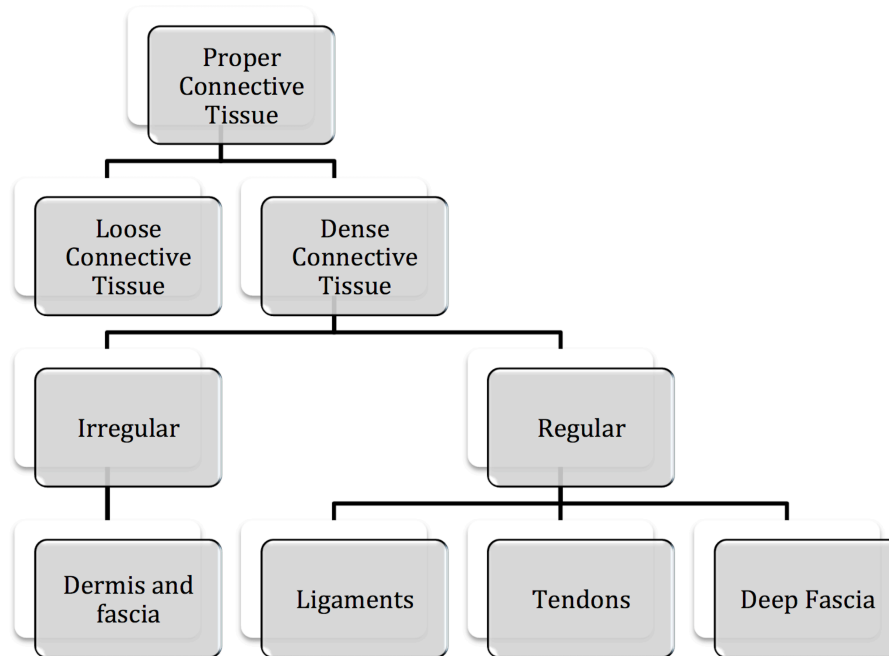 Proper
Connective
Tissue
Loose
Connective
Tissue
Dense
Connective
Tissue
Irregular
Regular
Dermis and
fascia
Ligaments
Tendons
Deep Fascia